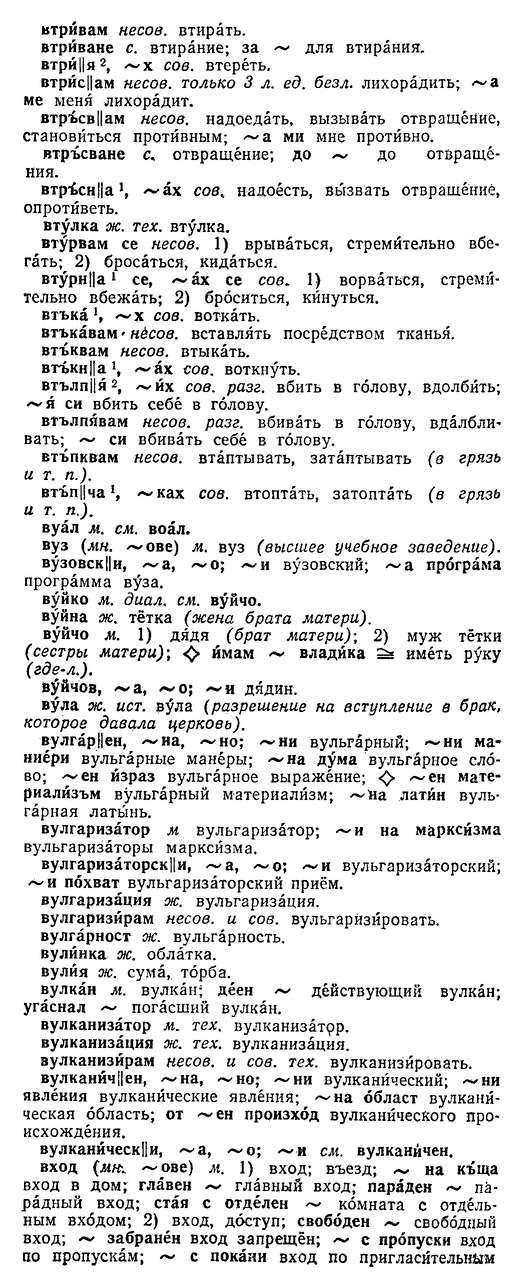 втри́вам несов. втира́ть.
втри́ване с. втира́ние; за ~ для втира́ния.
втри́||я², ~х сов. втере́ть.
втри́с||ам несов. только 3 л. ед. безл. лихора́дить; ~а
ме меня́ лихора́дит.
втръ́св||ам несов. надоеда́ть, вызыва́ть отвраще́ние,
станови́ться проти́вным; ~а ми мне проти́вно.
втръ́сване с. отвраще́ние; до ~ до отвраще́-
ния.
втръ́сн||а¹, ~ах сов. надое́сть, вы́звать отвраще́ние,
опроти́веть.
вту́лка ж. тех. вту́лка.
вту́рвам се несов. 1) врыва́ться, стреми́тельно вбе-
га́ть; 2) броса́ться, кида́ться.
вту́рн||а¹ се, ~ах се сов. 1) ворва́ться, стреми́-
тельно вбежа́ть; 2) бро́ситься, ки́нуться.
втъка́¹, ~х сов. вотка́ть.
втъка́вам несов. вставля́ть посре́дством тканья́.
втъ́квам несов. втыка́ть.
втъ́кн||а¹, ~ах сов. воткну́ть.
втълп||я́², ~и́х сов. разг. вбить в го́лову, вдолби́ть;
~я́ си вбить себе́ в го́лову.
втълпя́вам несов. разг. вбива́ть в го́лову, вда́лбли-
вать; ~ си вбива́ть себе́ в го́лову.
втъ́пквам несов. вта́птывать, зата́птывать (в грязь
и т. п.).
втъ́п||ча¹, ~ках сов. втопта́ть, затопта́ть (в грязь
и т. п.).
вуа́л м. см. воа́л.
вуз (мн. ~ове) м. вуз (высшее учебное заведение).
ву́зовск||и, ~а, ~о; ~и ву́зовский; ~а програ́ма
програ́мма ву́за.
ву́йко м. диал. см. ву́йчо.
ву́йна ж. тётка (жена брата матери).
ву́йчо м. 1) дя́дя (брат матери); 2) муж тётки
(сестры матери); ◇ и́мам ~ влади́ка ≅ име́ть ру́ку
(где-л.).
ву́йчов, ~а, ~о; ~и дя́дин.
ву́ла ж. ист. ву́ла (разрешение на вступление в брак,
которое давала церковь).
вулга́р||ен, ~на, ~но; ~ни вульга́рный; ~ни ма-
ние́ри вульга́рные мане́ры; ~на ду́ма вульга́рное сло́-
во; ~ен и́зраз вульга́рное выраже́ние; ◇ ~ен мате-
риали́зъм вульга́рный материали́зм; ~на лати́н вуль-
га́рная латы́нь.
вулгариза́тор м вульгариза́тор; ~и на маркси́зма
вульгариза́торы маркси́зма.
вулгариза́торск||и, ~а, ~о; ~и вульгариза́торский;
~и по́хват вульгариза́торский приём.
вулгариза́ция ж. вульгариза́ция.
вулгаризи́рам несов. и сов. вульгаризи́ровать.
вулга́рност ж. вульга́рность.
вули́нка ж. обла́тка.
вули́я ж. сума́, то́рба.
вулка́н м. вулка́н; де́ен ~ де́йствующий вулка́н;
уга́снал ~ пога́сший вулка́н.
вулканиза́тор м. тех. вулканиза́тор.
вулканиза́ция ж. тех. вулканиза́ция.
вулканизи́рам несов. и сов. тех. вулканизи́ровать.
вулкани́ч||ен, ~на, ~но; ~ни вулкани́ческий; ~ни
явле́ния вулкани́ческие явле́ния; ~на о́бласт вулкани́-
ческая о́бласть; от ~ен произхо́д вулкани́ческого про-
исхожде́ния.
вулкани́ческ||и, ~а, ~о; ~и см. вулкани́чен.
вход (мн. ~ове) м. 1) вход; въезд; ~ на къ́ща
вход в дом; гла́вен ~ гла́вный вход; пара́ден ~ па-
ра́дный вход; ста́я с отде́лен ~ ко́мната с отде́ль-
ным вхо́дом; 2) вход, до́ступ; свобо́ден ~ свобо́дный
вход; ~ забране́н вход запрещён; ~ с про́пуски вход
по пропуска́м; ~ с пока́ни вход по пригласи́тельным